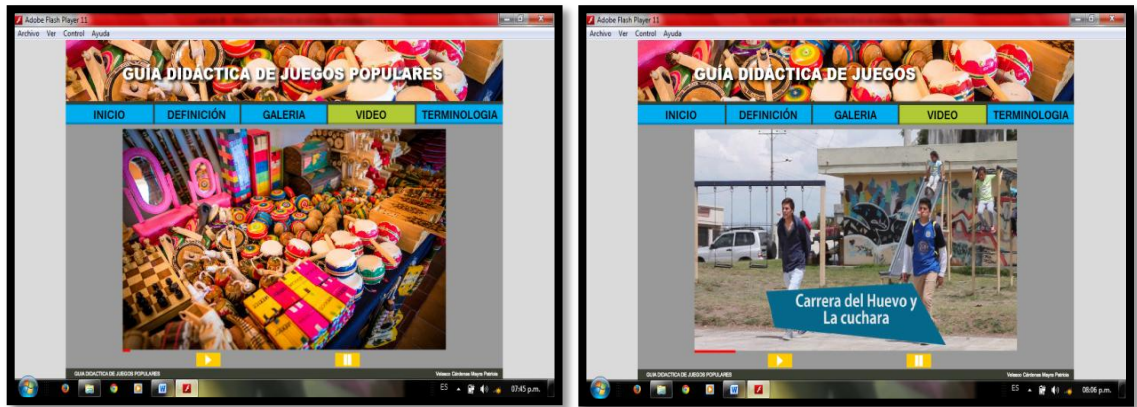 Adobe Flash Player 11
Archivo Ver Control Ayuda
GUÍA DIDÁCTICA DE JUEGOS POPULARES
INICIO DEFINICIÓN GALERIA VIDEO TERMINOLOGIA
GUIA DIDACTICA DE JUEGOS POPULARES
Velasco Cárdenas Mayra Patricia
ES 07:45 p.m.
Adobe Flash Player 11
Archivo Ver Control Ayuda
GUÍA DIDÁCTICA DE JUEGOS
INICIO DEFINICIÓN GALERIA VIDEO TERMINOLOGIA
Carrera del Huevo y
La cuchara
GUIA DIDACTICA DE JUEGOS POPULARES
Velasco Cárdenas Mayra Patricia
ES 08:06 p.m.